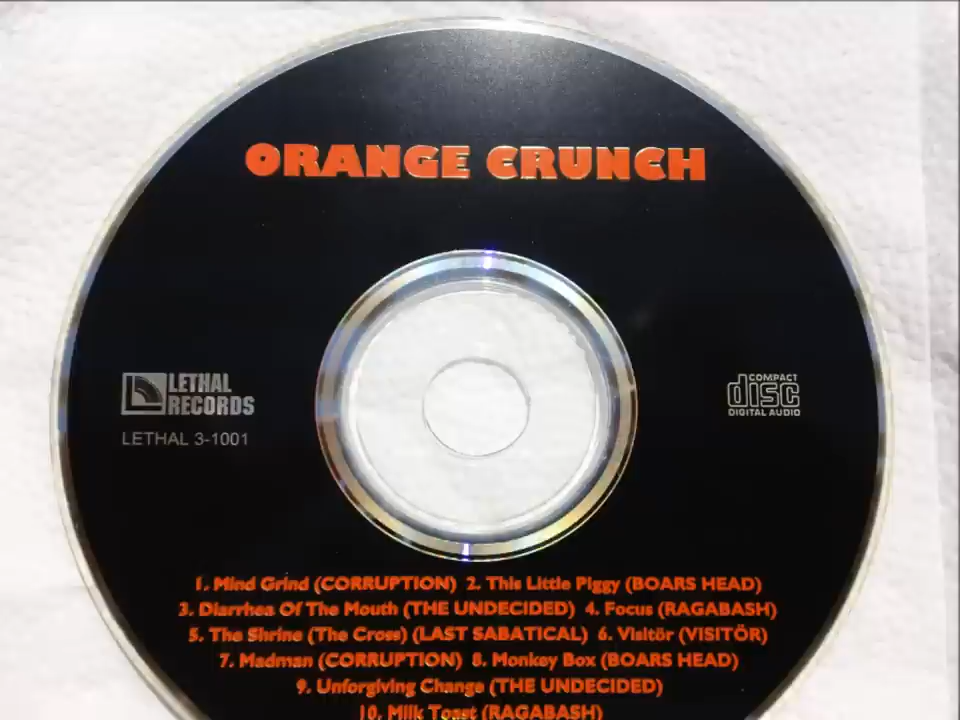 ORANGE CRUNCH
LETHAL
RECORDS
LETHAL 3-1001
COMPACT
disc
DIGITAL AUDIO
1. Mind Grind (CORRUPTION) 2. This Little Piggy (BOARS HEAD)
3. Diarrhea Of The Mouth (THE UNDECIDED) 4. Focus (RAGABASH)
5. The Shrine (The Cross) (LAST SABATICAL) 6. Visitör (VISITÖR)
7. Madman (CORRUPTION) 8. Monkey Box (BOARS HEAD)
9. Unforgiving Change (THE UNDECIDED)
10. Milk Toast (RAGABASH)